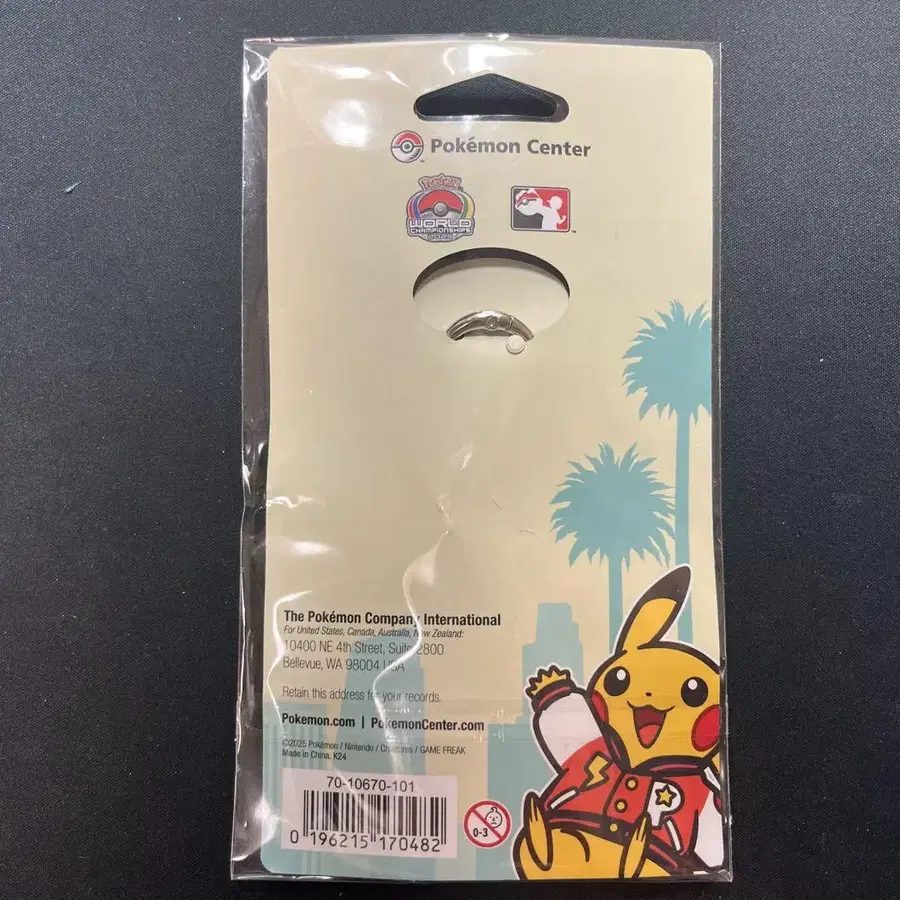 Pokémon Center
Pokémon
WORLD
CHAMPIONSHIPS
2025
The Pokémon Company International
For United States, Canada, Australia, New Zealand:
10400 NE 4th Street, Suite 2800
Bellevue, WA 98004 USA
Retain this address for your records.
Pokemon.com | PokemonCenter.com
©2025 Pokémon / Nintendo / Creatures / GAME FREAK
Made in China. K24
70-10670-101
0 196215 170482
0-3
P